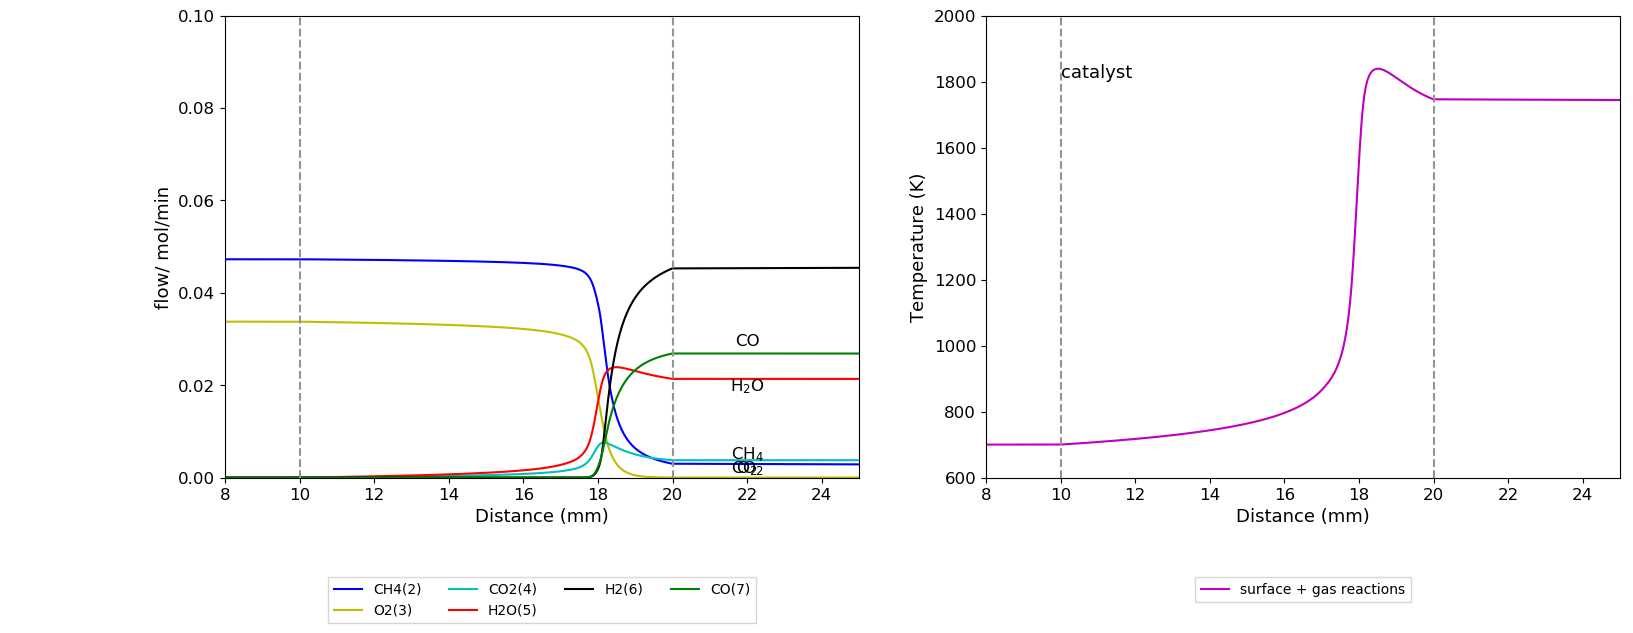 0.10
0.08
0.06
0.04
0.02
0.00
flow/ mol/min
CO
H₂O
CH₄
8 10 12 14 16 18 20 22 24
Distance (mm)
CH4(2) CO2(4) H2(6) CO(7)
O2(3) H2O(5)
2000
1800
1600
1400
1200
1000
800
600
Temperature (K)
catalyst
8 10 12 14 16 18 20 22 24
Distance (mm)
surface + gas reactions